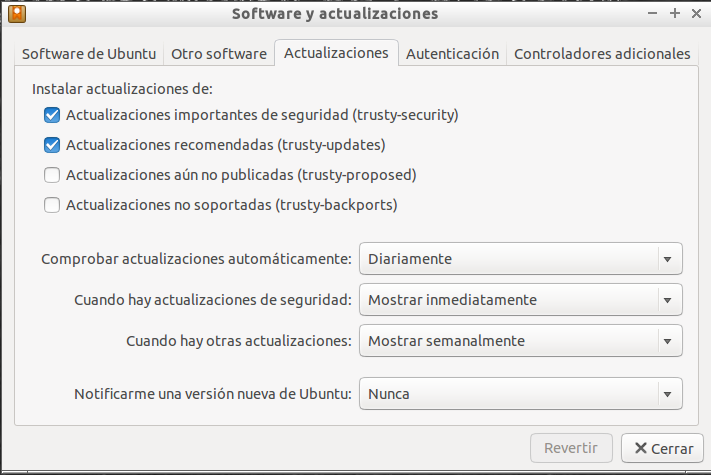 Software y actualizaciones
Software de Ubuntu
Otro software
Actualizaciones
Autenticación
Controladores adicionales
Instalar actualizaciones de:
Actualizaciones importantes de seguridad (trusty-security)
Actualizaciones recomendadas (trusty-updates)
Actualizaciones aún no publicadas (trusty-proposed)
Actualizaciones no soportadas (trusty-backports)
Comprobar actualizaciones automáticamente: Diariamente
Cuando hay actualizaciones de seguridad: Mostrar inmediatamente
Cuando hay otras actualizaciones: Mostrar semanalmente
Notificarme una versión nueva de Ubuntu: Nunca
Revertir
Cerrar